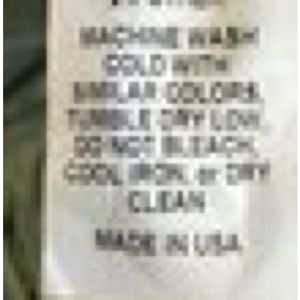 MACHINE WASH
COLD WITH
SIMILAR COLORS,
TUMBLE DRY LOW,
DO NOT BLEACH,
COOL IRON, or DRY
CLEAN
MADE IN USA